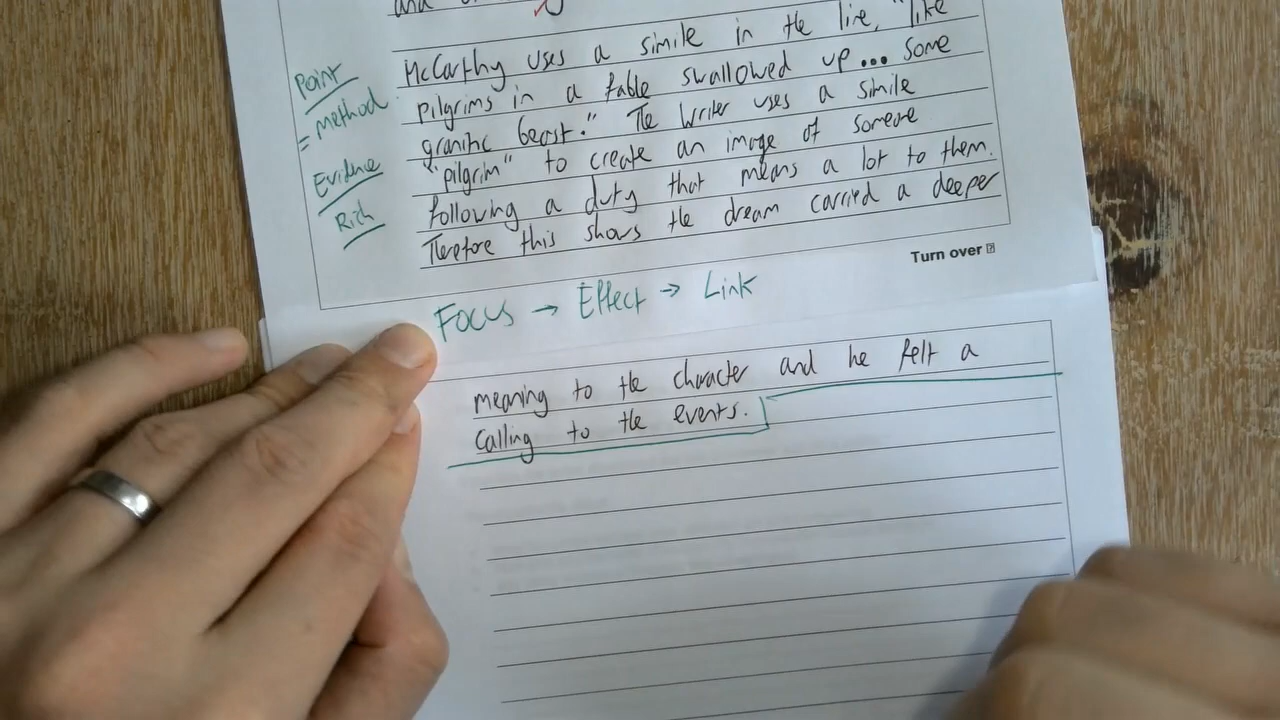 and
McCarthy uses a simile in the line, "like
pilgrims in a fable swallowed up... some
granitic beast." The writer uses a simile
"pilgrim" to create an image of someone
following a duty that means a lot to them.
Therefore this shows the dream carried a deeper
Point
= method
Evidence
Rich
Turn over
Focus → Effect → Link
meaning to the character and he felt a
calling to the events.